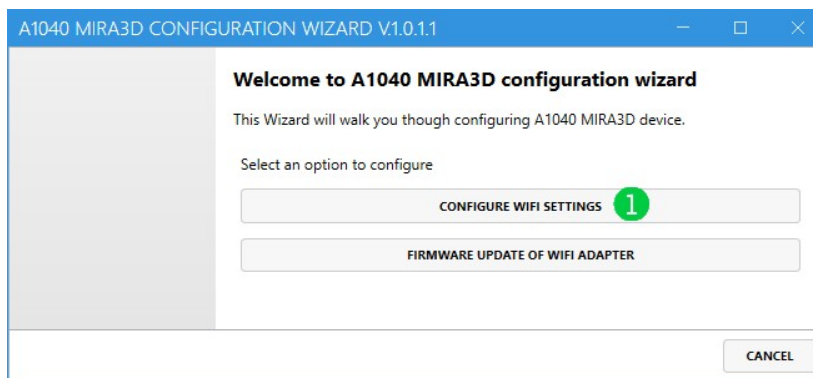 A1040 MIRA3D CONFIGURATION WIZARD V.1.0.1.1
Welcome to A1040 MIRA3D configuration wizard
This Wizard will walk you though configuring A1040 MIRA3D device.
Select an option to configure
CONFIGURE WIFI SETTINGS 1
FIRMWARE UPDATE OF WIFI ADAPTER
CANCEL